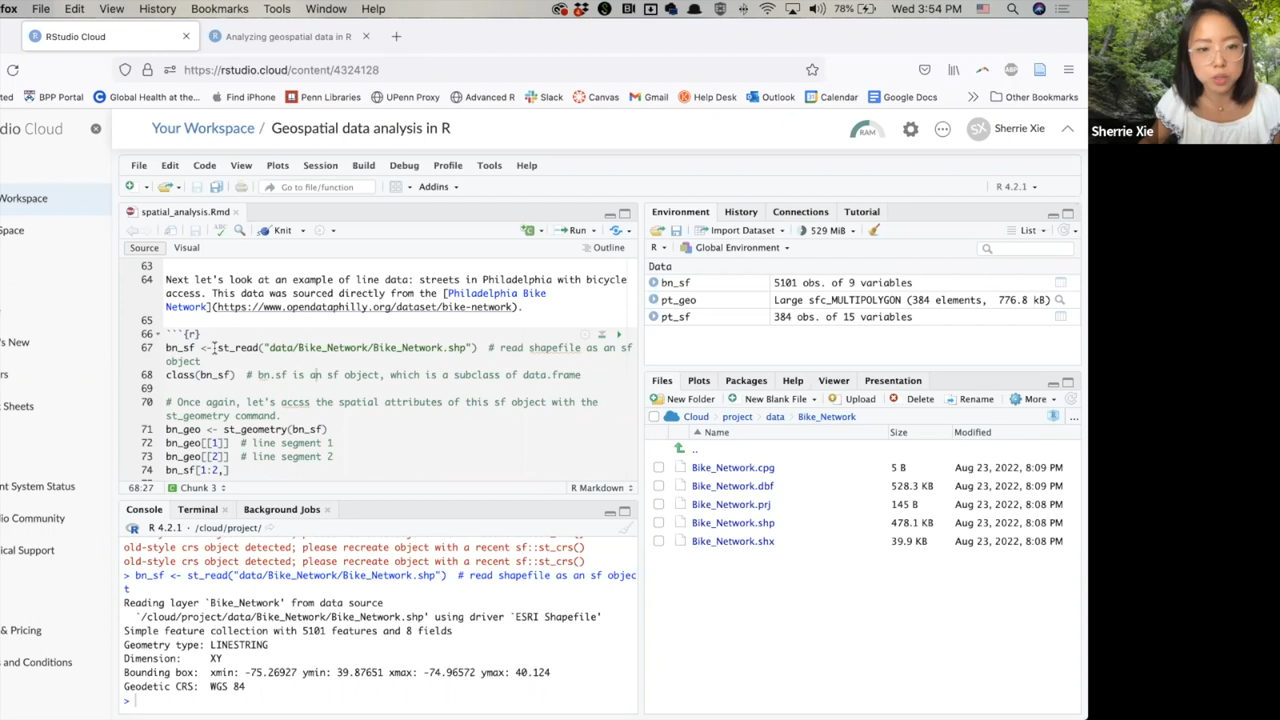 fox File Edit View History Bookmarks Tools Window Help 78% Wed 3:54 PM
RStudio Cloud Analyzing geospatial data in R
https://rstudio.cloud/content/4324128
ted BPP Portal Global Health at the... Find iPhone Penn Libraries UPenn Proxy Advanced R Slack Canvas Gmail Help Desk Outlook Calendar Google Docs Other Bookmarks
Sherrie Xie
dio Cloud
Your Workspace / Geospatial data analysis in R
RAM
SX Sherrie Xie
Workspace
Space
's New
rs
t Sheets
ent System Status
io Community
ical Support
& Pricing
s and Conditions
File Edit Code View Plots Session Build Debug Profile Tools Help
Go to file/function Addins R 4.2.1
spatial_analysis.Rmd
Knit Run
Source Visual Outline
63
64 Next let's look at an example of line data: streets in Philadelphia with bicycle
access. This data was sourced directly from the [Philadelphia Bike
Network](https://www.opendataphilly.org/dataset/bike-network).
65
66 ```{r}
67 bn_sf <- st_read("data/Bike_Network/Bike_Network.shp") # read shapefile as an sf
object
68 class(bn_sf) # bn.sf is an sf object, which is a subclass of data.frame
69
70 # Once again, let's accss the spatial attributes of this sf object with the
st_geometry command.
71 bn_geo <- st_geometry(bn_sf)
72 bn_geo[[1]] # line segment 1
73 bn_geo[[2]] # line segment 2
74 bn_sf[1:2,]
68:27 Chunk 3 R Markdown
Console Terminal Background Jobs
R 4.2.1 · /cloud/project/
old-style crs object detected; please recreate object with a recent sf::st_crs()
old-style crs object detected; please recreate object with a recent sf::st_crs()
> bn_sf <- st_read("data/Bike_Network/Bike_Network.shp") # read shapefile as an sf objec
t
Reading layer `Bike_Network' from data source
`/cloud/project/data/Bike_Network/Bike_Network.shp' using driver `ESRI Shapefile'
Simple feature collection with 5101 features and 8 fields
Geometry type: LINESTRING
Dimension: XY
Bounding box: xmin: -75.26927 ymin: 39.87651 xmax: -74.96572 ymax: 40.124
Geodetic CRS: WGS 84
>
Environment History Connections Tutorial
Import Dataset 529 MiB List
R Global Environment
Data
bn_sf 5101 obs. of 9 variables
pt_geo Large sfc_MULTIPOLYGON (384 elements, 776.8 kB)
pt_sf 384 obs. of 15 variables
Files Plots Packages Help Viewer Presentation
New Folder New Blank File Upload Delete Rename More
Cloud project data Bike_Network ...
Name Size Modified
..
Bike_Network.cpg 5 B Aug 23, 2022, 8:09 PM
Bike_Network.dbf 528.3 KB Aug 23, 2022, 8:09 PM
Bike_Network.prj 145 B Aug 23, 2022, 8:08 PM
Bike_Network.shp 478.1 KB Aug 23, 2022, 8:08 PM
Bike_Network.shx 39.9 KB Aug 23, 2022, 8:08 PM